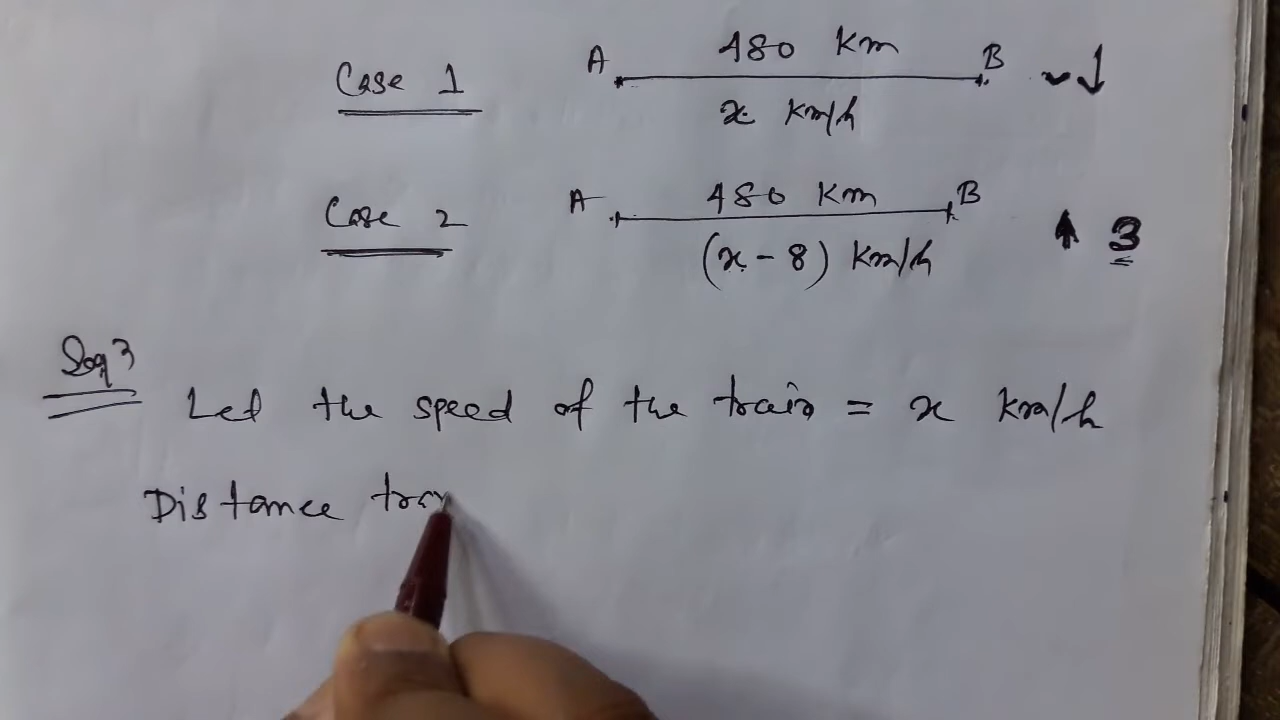 Case 1 A 480 Km B
x Km/h
Case 2 A 480 Km B
(x - 8) Km/h 3
Let the speed of the train = x Km/h
Distance trav